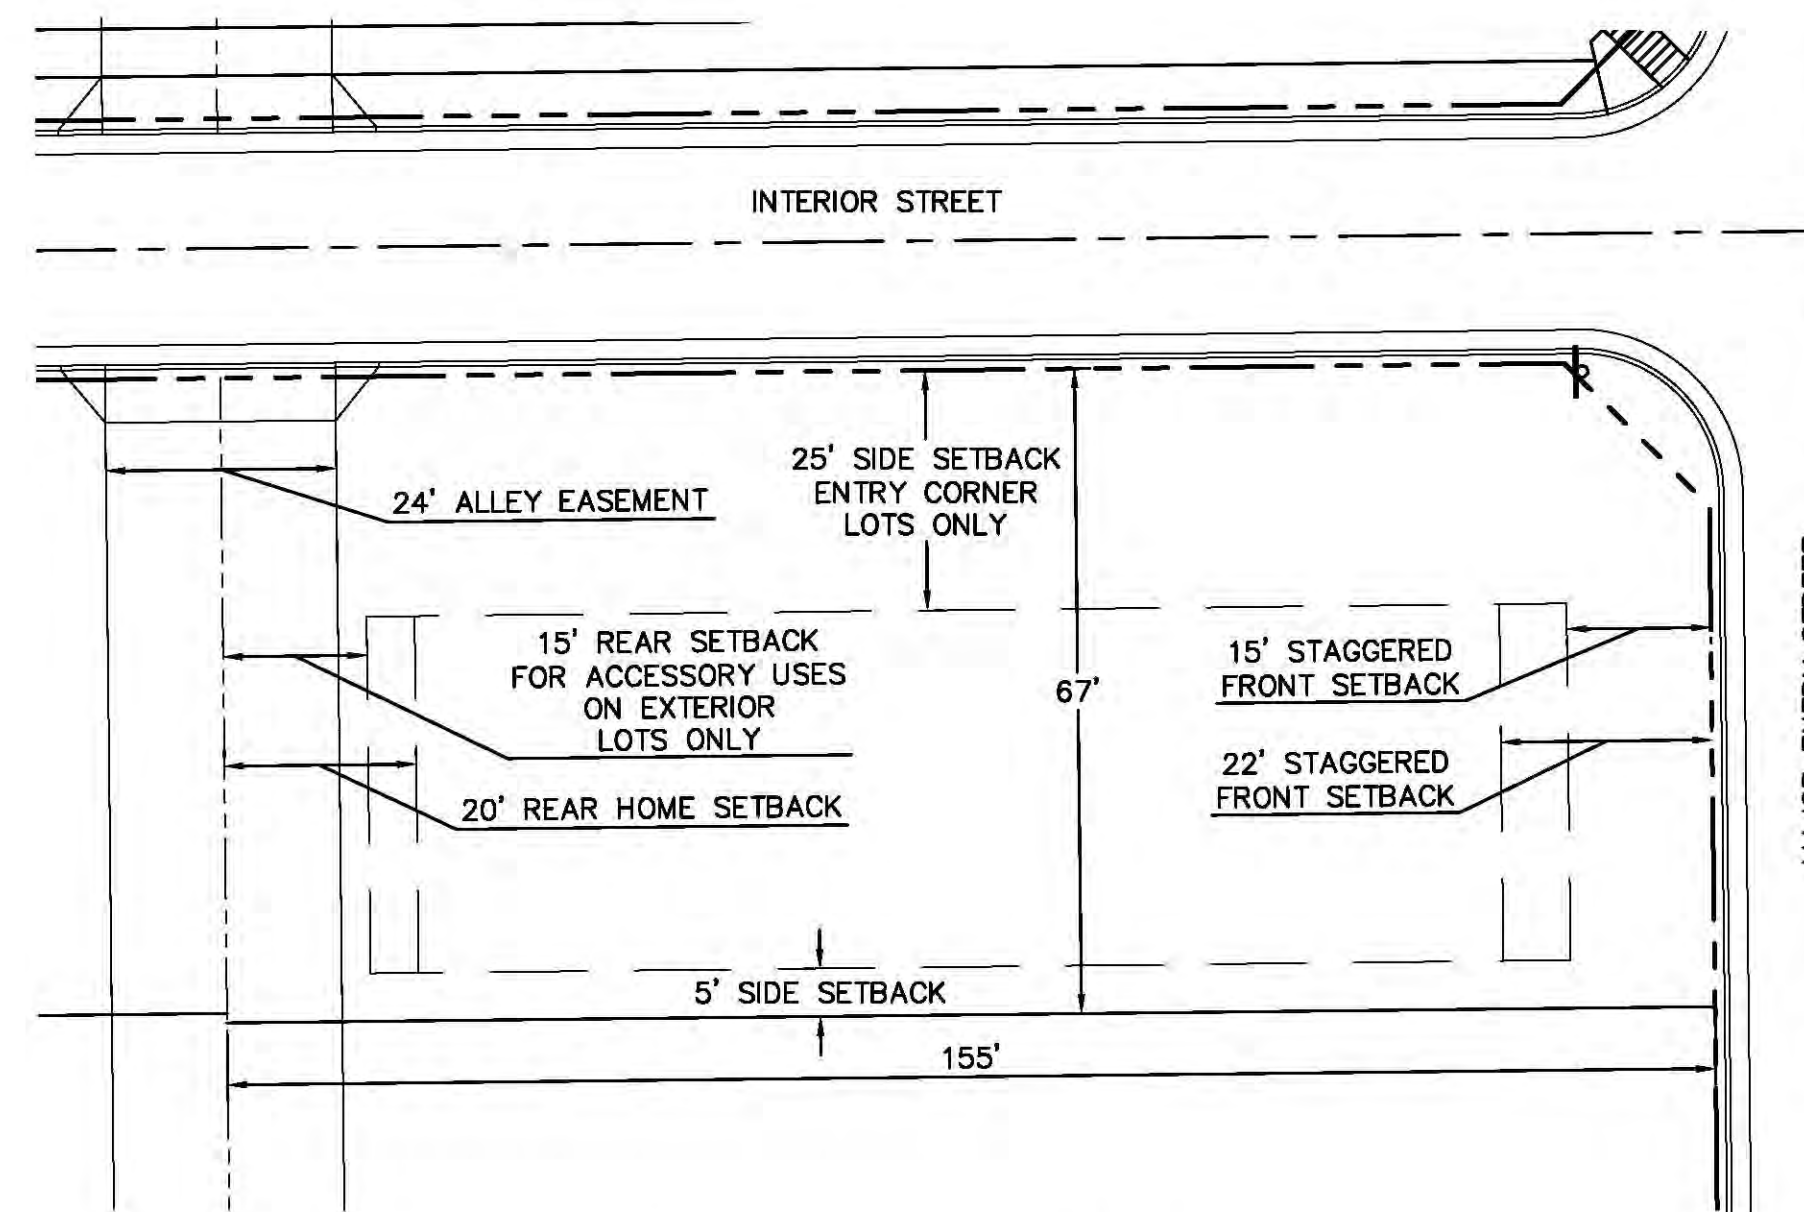 INTERIOR STREET
25' SIDE SETBACK
ENTRY CORNER
LOTS ONLY
24' ALLEY EASEMENT
15' REAR SETBACK
FOR ACCESSORY USES
ON EXTERIOR
LOTS ONLY
15' STAGGERED
FRONT SETBACK
67'
22' STAGGERED
FRONT SETBACK
20' REAR HOME SETBACK
5' SIDE SETBACK
155'